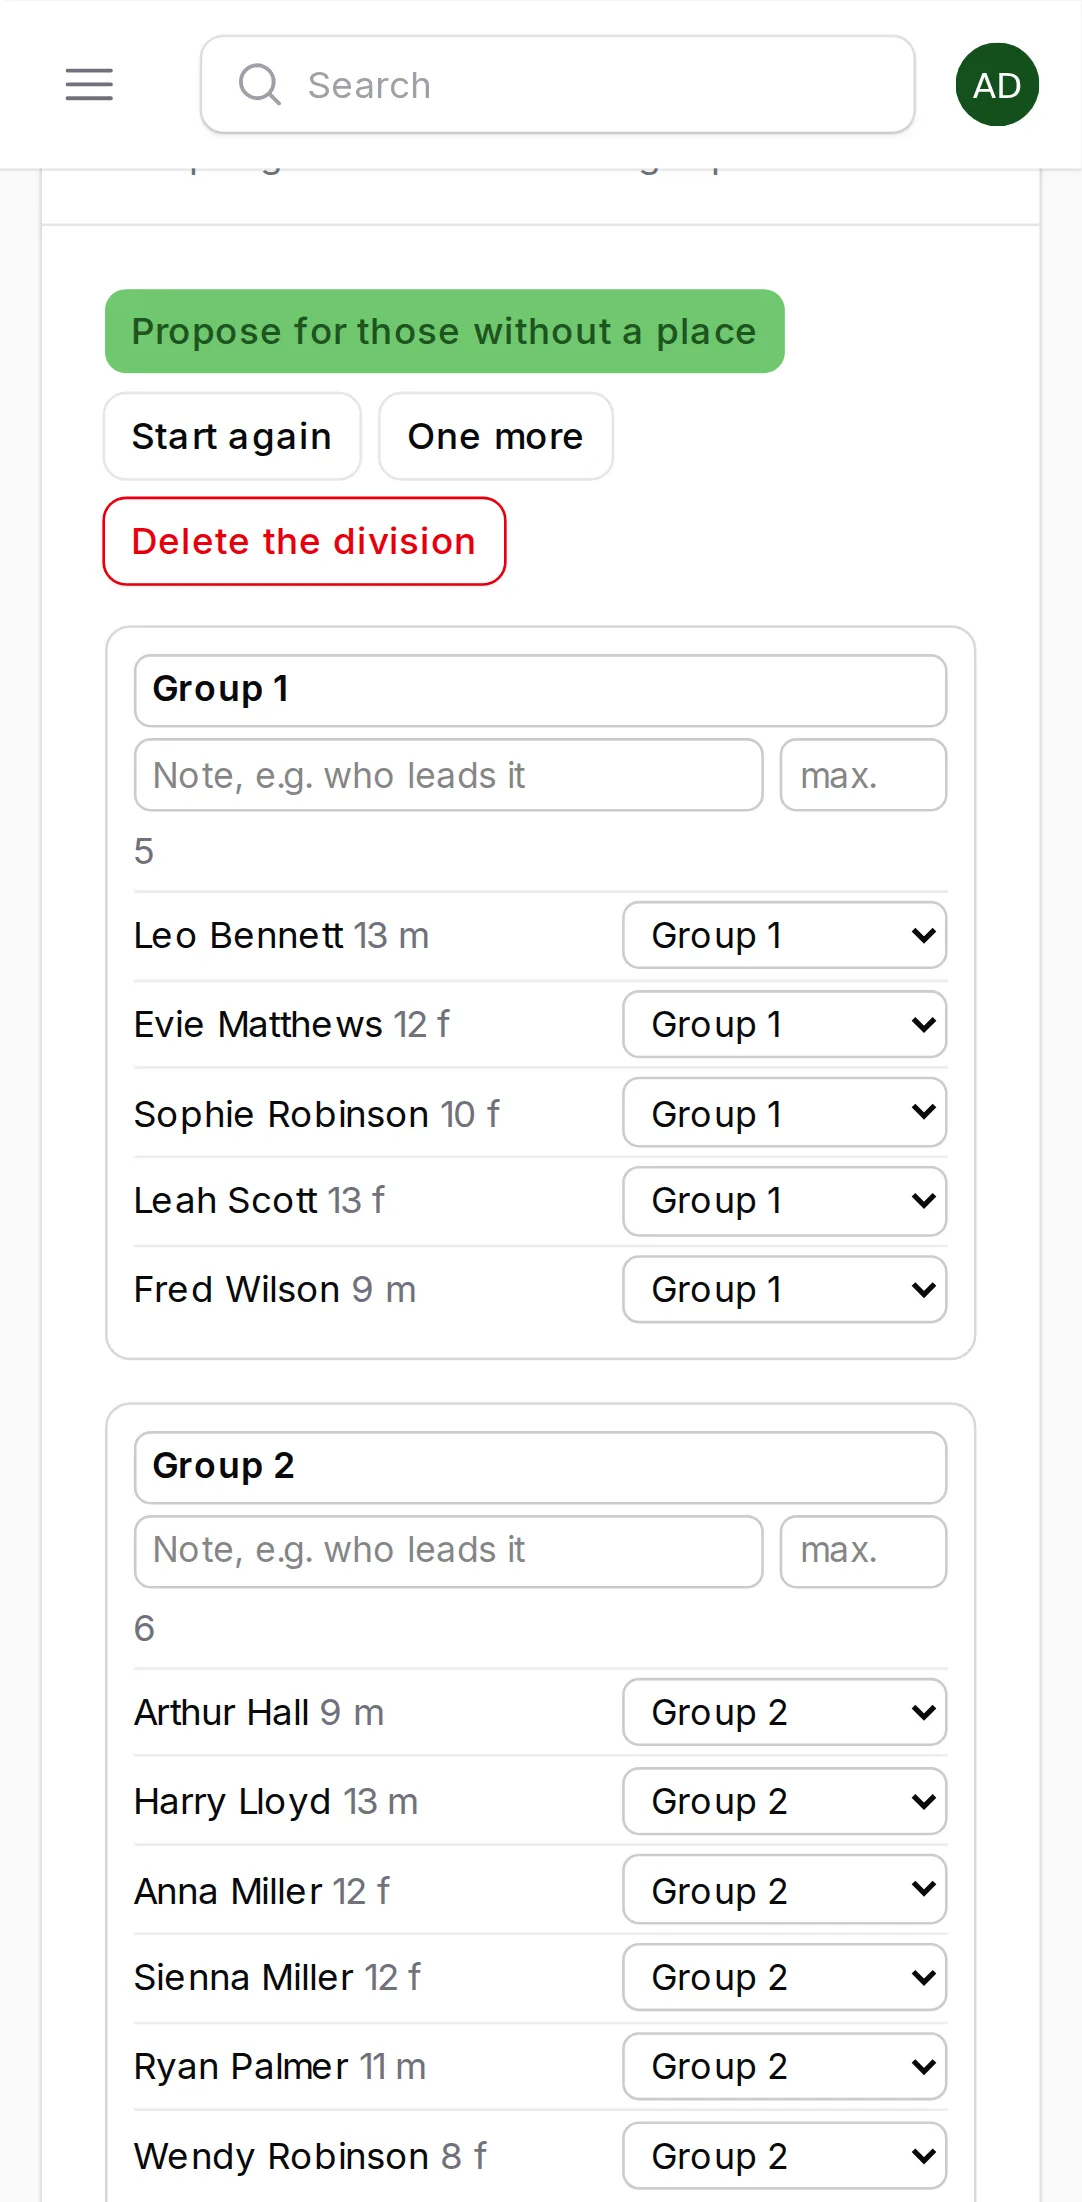 Search
AD
Propose for those without a place
Start again
One more
Delete the division
Group 1
Note, e.g. who leads it
max.
5
Leo Bennett 13 m
Group 1
Evie Matthews 12 f
Group 1
Sophie Robinson 10 f
Group 1
Leah Scott 13 f
Group 1
Fred Wilson 9 m
Group 1
Group 2
Note, e.g. who leads it
max.
6
Arthur Hall 9 m
Group 2
Harry Lloyd 13 m
Group 2
Anna Miller 12 f
Group 2
Sienna Miller 12 f
Group 2
Ryan Palmer 11 m
Group 2
Wendy Robinson 8 f
Group 2